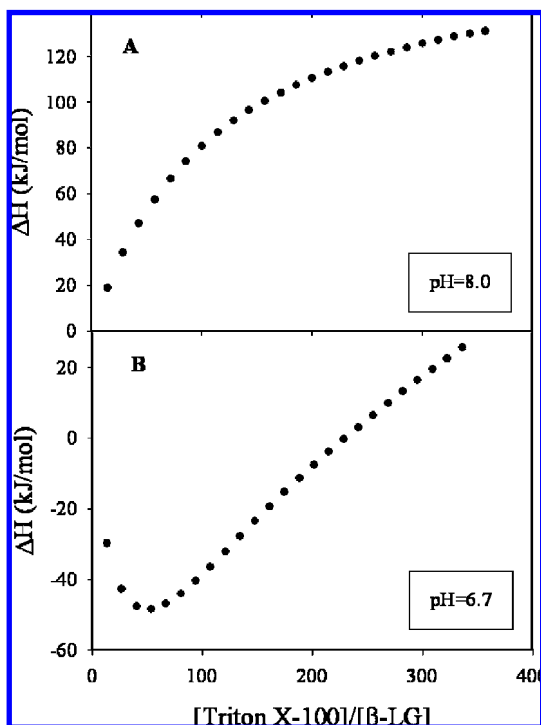 A
ΔH (kJ/mol)
120
100
80
60
40
20
0
pH=8.0
B
ΔH (kJ/mol)
20
0
-20
-40
-60
pH=6.7
0 100 200 300 400
[Triton X-100]/[β-LG]